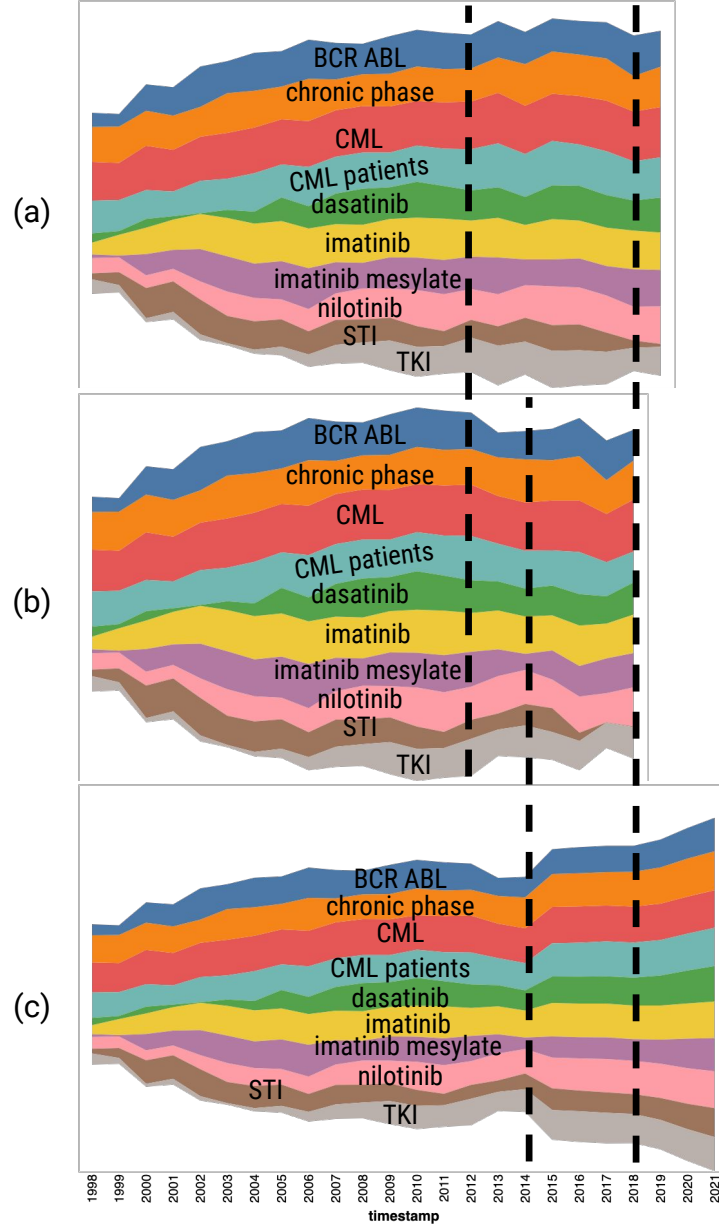 BCR ABL
chronic phase
CML
CML patients
(a)
dasatinib
imatinib
imatinib mesylate
nilotinib
STI
TKI
BCR ABL
chronic phase
CML
CML patients
(b)
dasatinib
imatinib
imatinib mesylate
nilotinib
STI
TKI
BCR ABL
chronic phase
CML
CML patients
dasatinib
(c)
imatinib
imatinib mesylate
nilotinib
STI
TKI
1998 1999 2000 2001 2002 2003 2004 2005 2006 2007 2008 2009 2010 2011 2012 2013 2014 2015 2016 2017 2018 2019 2020 2021
timestamp